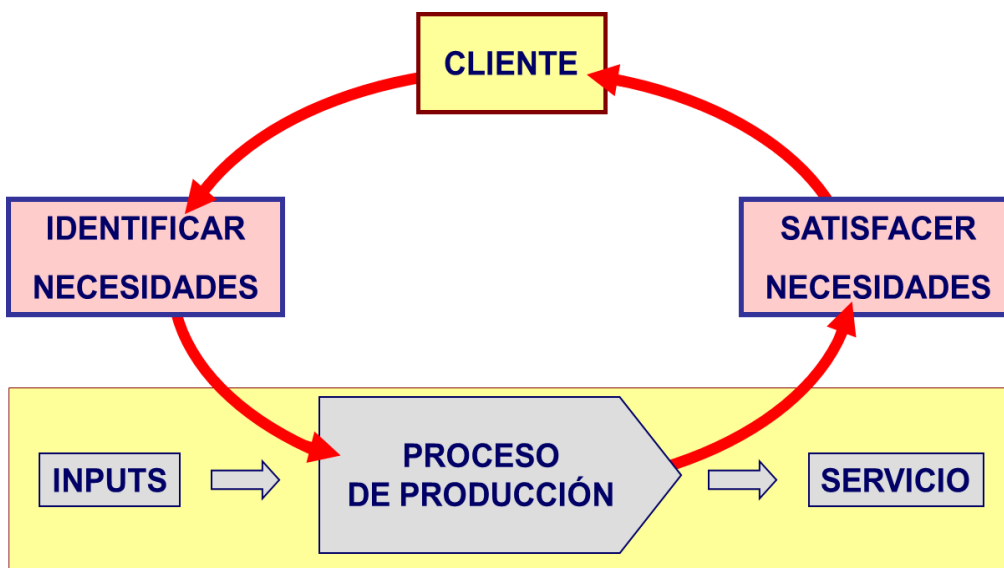 CLIENTE
IDENTIFICAR
NECESIDADES
SATISFACER
NECESIDADES
INPUTS
PROCESO
DE PRODUCCIÓN
SERVICIO